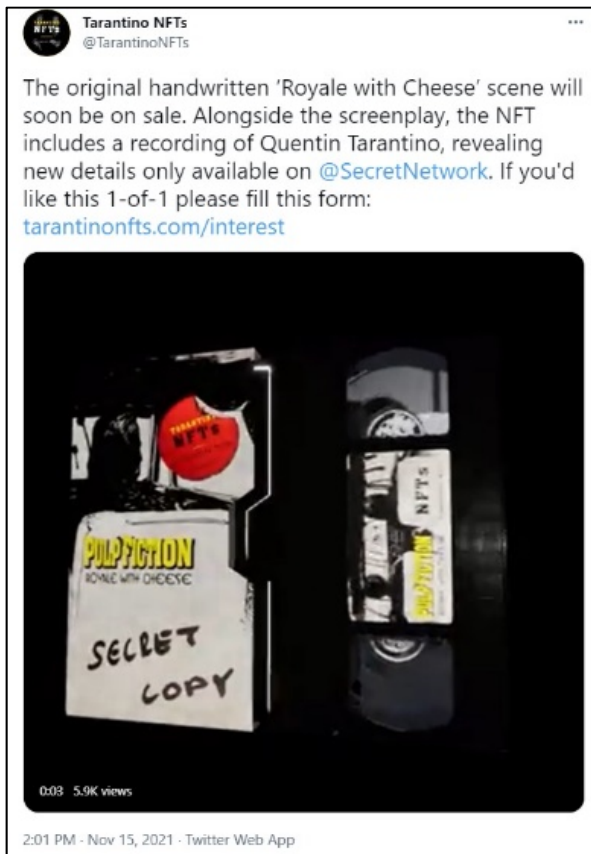 Tarantino NFTs
@TarantinoNFTs
The original handwritten ‘Royale with Cheese’ scene will
soon be on sale. Alongside the screenplay, the NFT
includes a recording of Quentin Tarantino, revealing
new details only available on @SecretNetwork. If you'd
like this 1-of-1 please fill this form:
tarantinonfts.com/interest
TARANTINO
NFTs
PULP FICTION
ROYALE WITH CHEESE
SECRET
COPY
PULP FICTION
NFTs
0:03 5.9K views
2:01 PM · Nov 15, 2021 · Twitter Web App